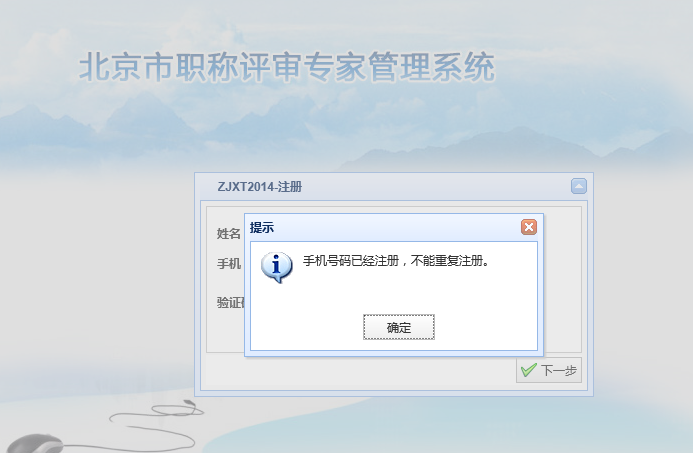 北京市职称评审专家管理系统
ZJXT2014-注册
提示
姓名
手机号码已经注册，不能重复注册。
手机
验证
确定
下一步